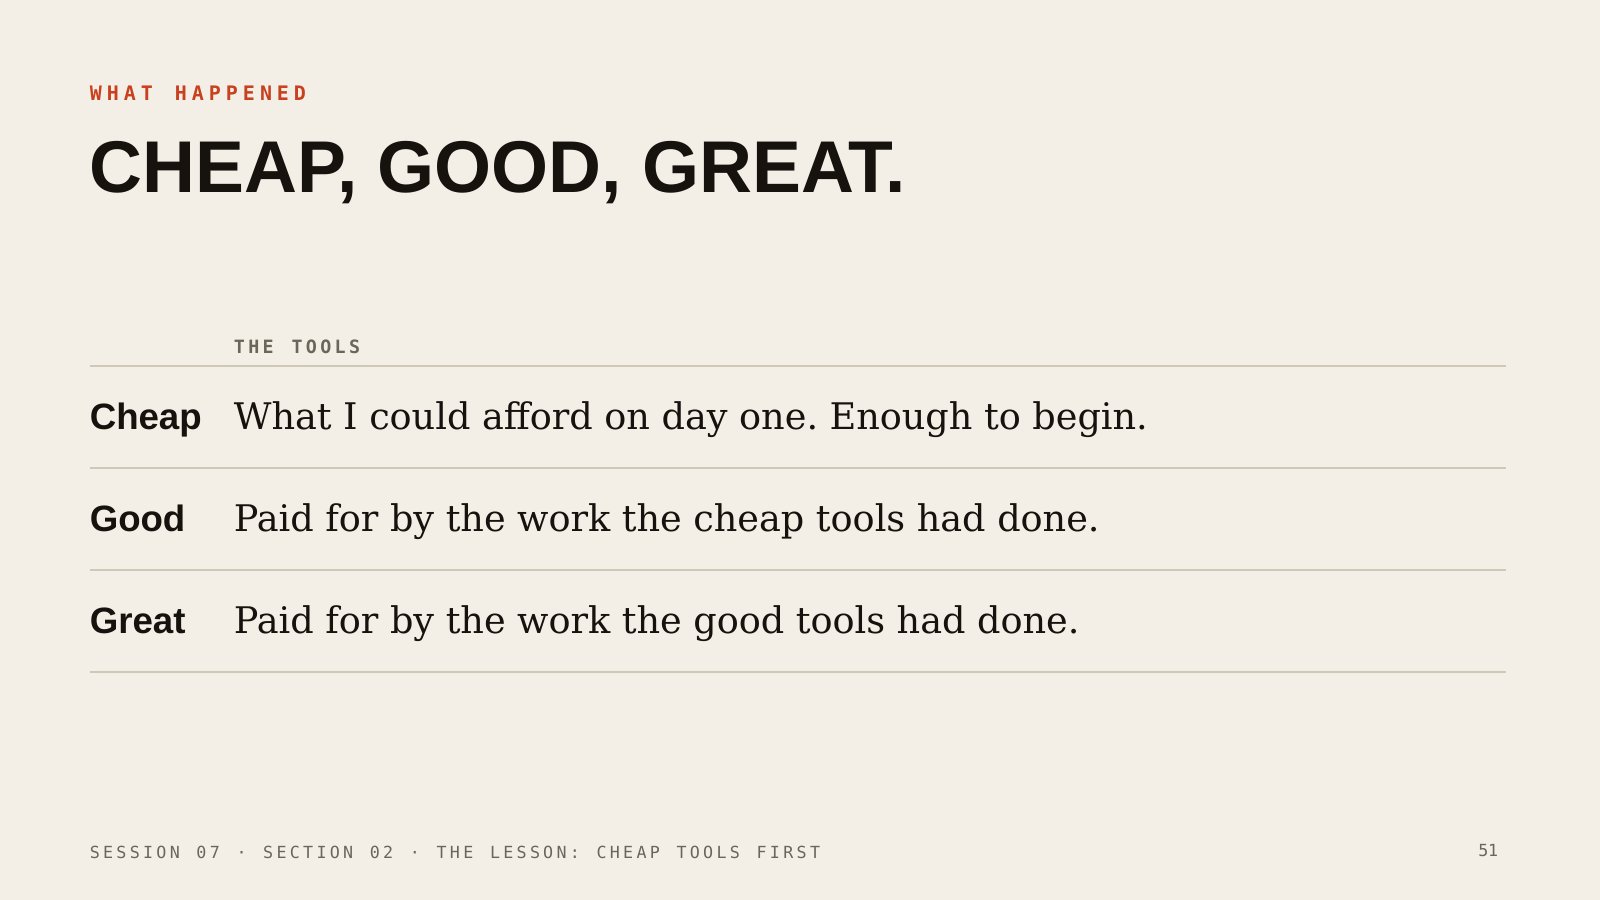 WHAT HAPPENED
CHEAP, GOOD, GREAT.
THE TOOLS
Cheap What I could afford on day one. Enough to begin.
Good Paid for by the work the cheap tools had done.
Great Paid for by the work the good tools had done.
SESSION 07 · SECTION 02 · THE LESSON: CHEAP TOOLS FIRST 51